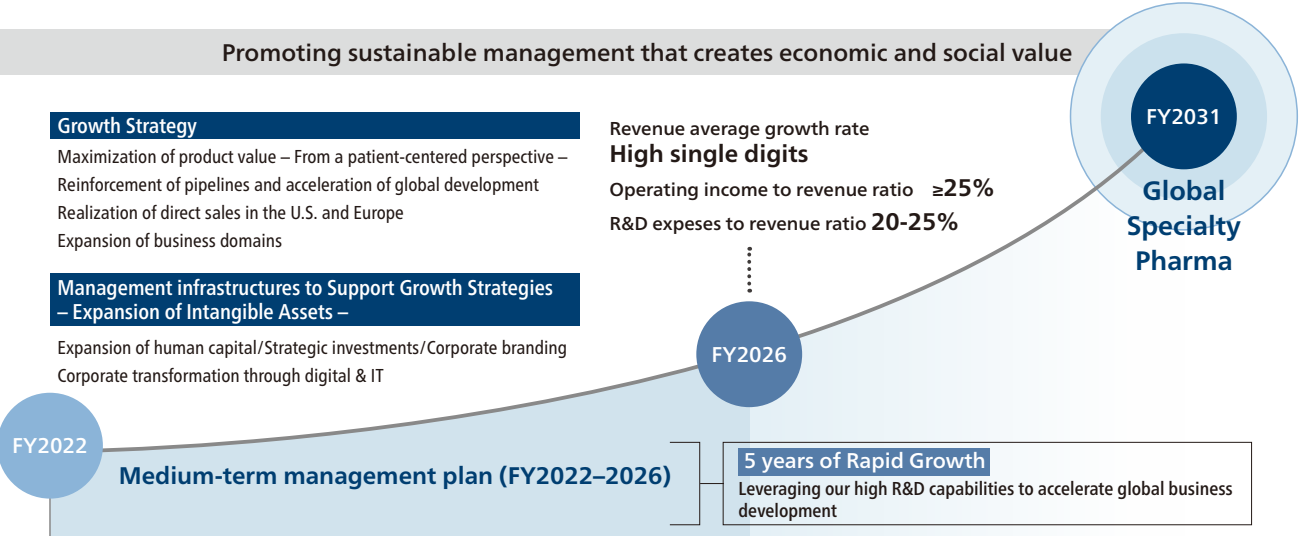 Promoting sustainable management that creates economic and social value
FY2031
Global
Specialty
Pharma
Growth Strategy
Maximization of product value – From a patient-centered perspective –
Reinforcement of pipelines and acceleration of global development
Realization of direct sales in the U.S. and Europe
Expansion of business domains
Management infrastructures to Support Growth Strategies
– Expansion of Intangible Assets –
Expansion of human capital/Strategic investments/Corporate branding
Corporate transformation through digital & IT
Revenue average growth rate
High single digits
Operating income to revenue ratio ≥25%
R&D expeses to revenue ratio 20-25%
FY2026
FY2022
Medium-term management plan (FY2022–2026)
5 years of Rapid Growth
Leveraging our high R&D capabilities to accelerate global business
development